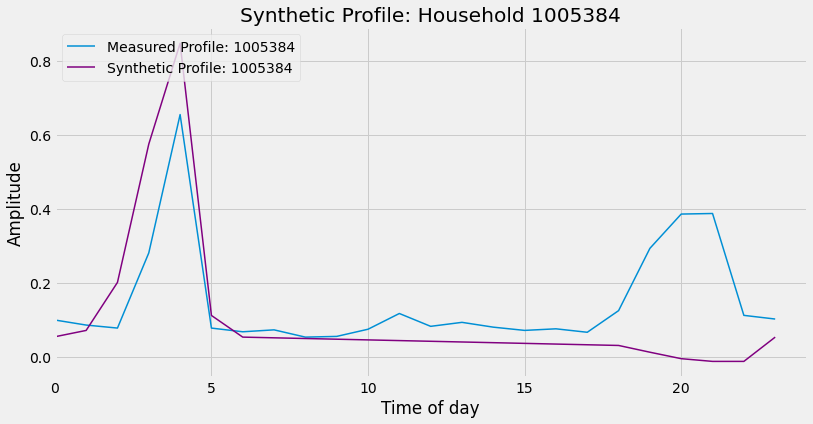 Synthetic Profile: Household 1005384
Measured Profile: 1005384
Synthetic Profile: 1005384
0.8
0.6
0.4
0.2
0.0
Amplitude
0 5 10 15 20
Time of day